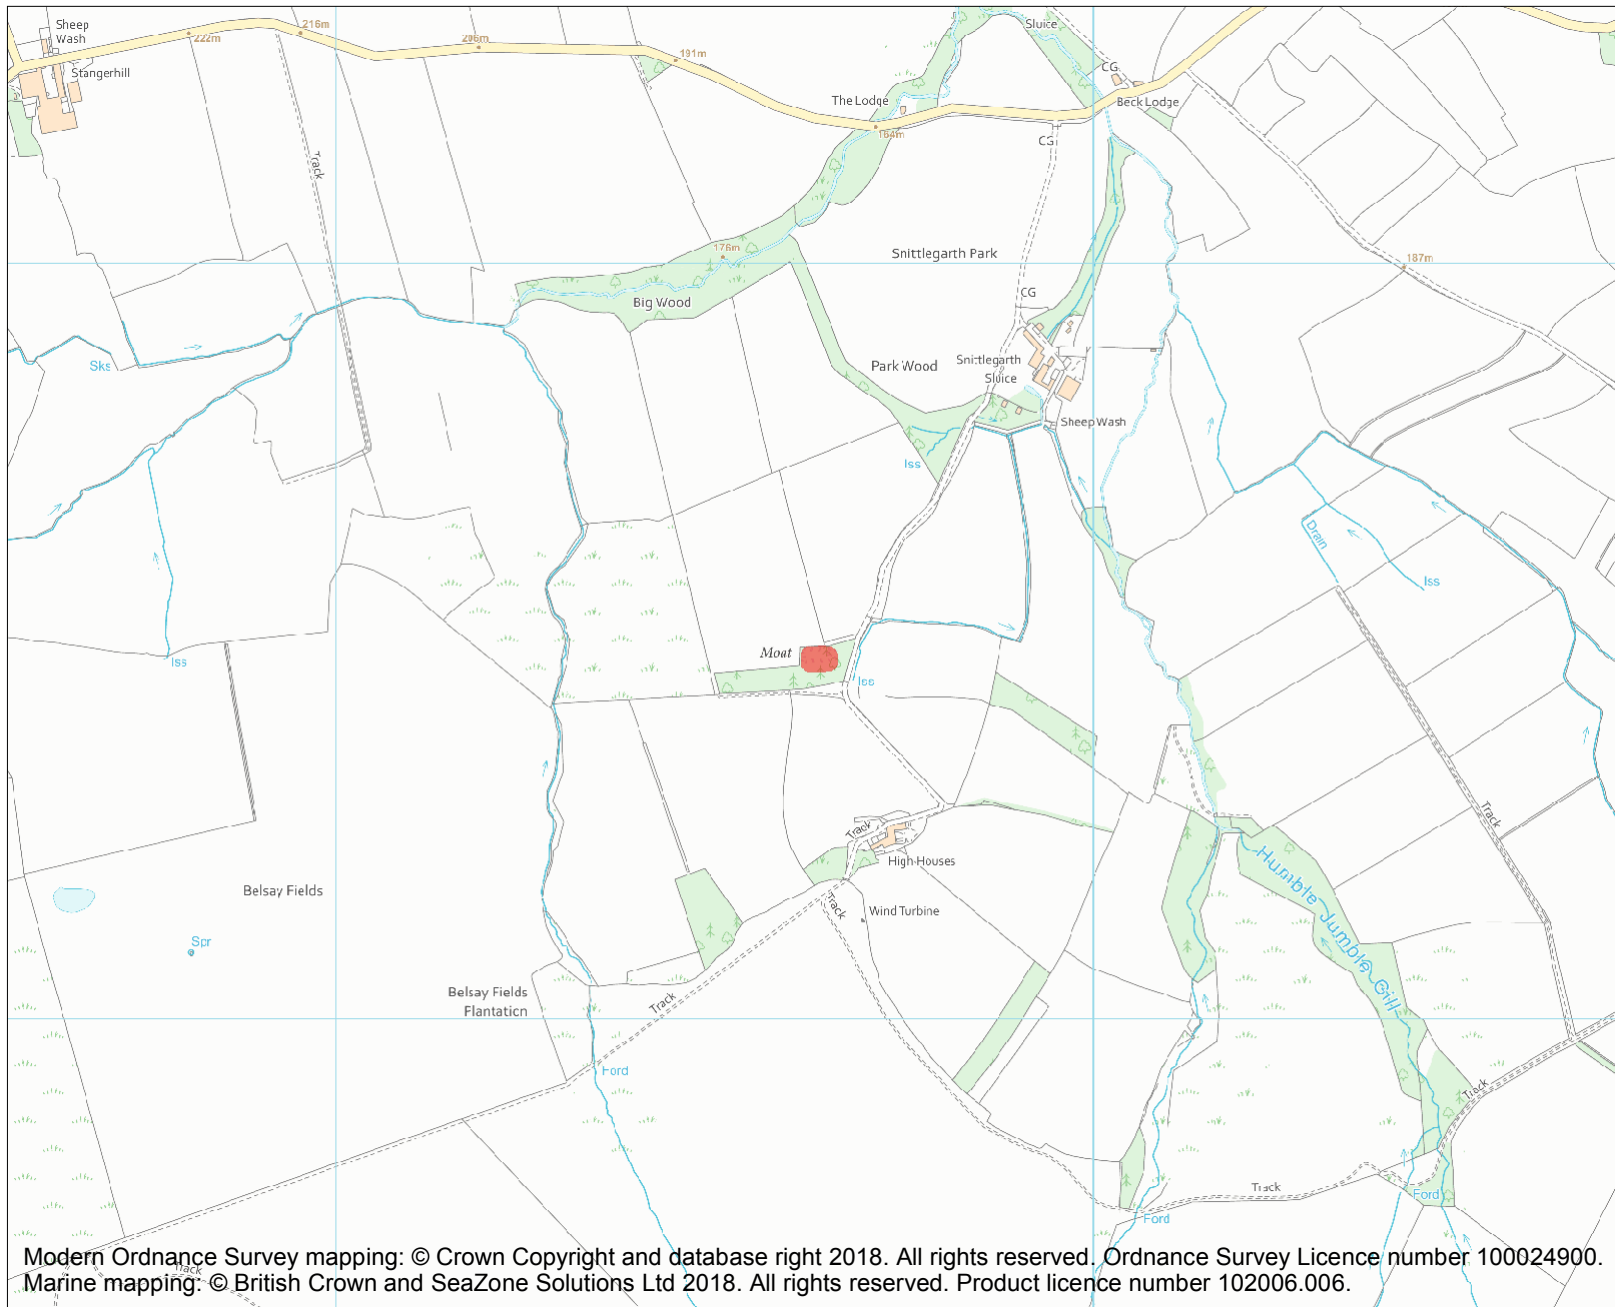 Sheep
Wash
Stangerhill
222m
216m
206m
191m
Sluice
CG
Beck Lodge
The Lodge
164m
CG
Track
Snittlegarth Park
176m
187m
Big Wood
CG
Sks
Park Wood
Snittlegarth
Sluice
Sheep Wash
Iss
Drain
Iss
Iss
Moat
Iss
Track
Track
High Houses
Humble Jumble Gill
Belsay Fields
Track
Wind Turbine
Spr
Belsay Fields
Plantation
Track
Ford
Track
Track
Ford
Ford
Track
Modern Ordnance Survey mapping: © Crown Copyright and database right 2018. All rights reserved. Ordnance Survey Licence number 100024900.
Marine mapping: © British Crown and SeaZone Solutions Ltd 2018. All rights reserved. Product licence number 102006.006.